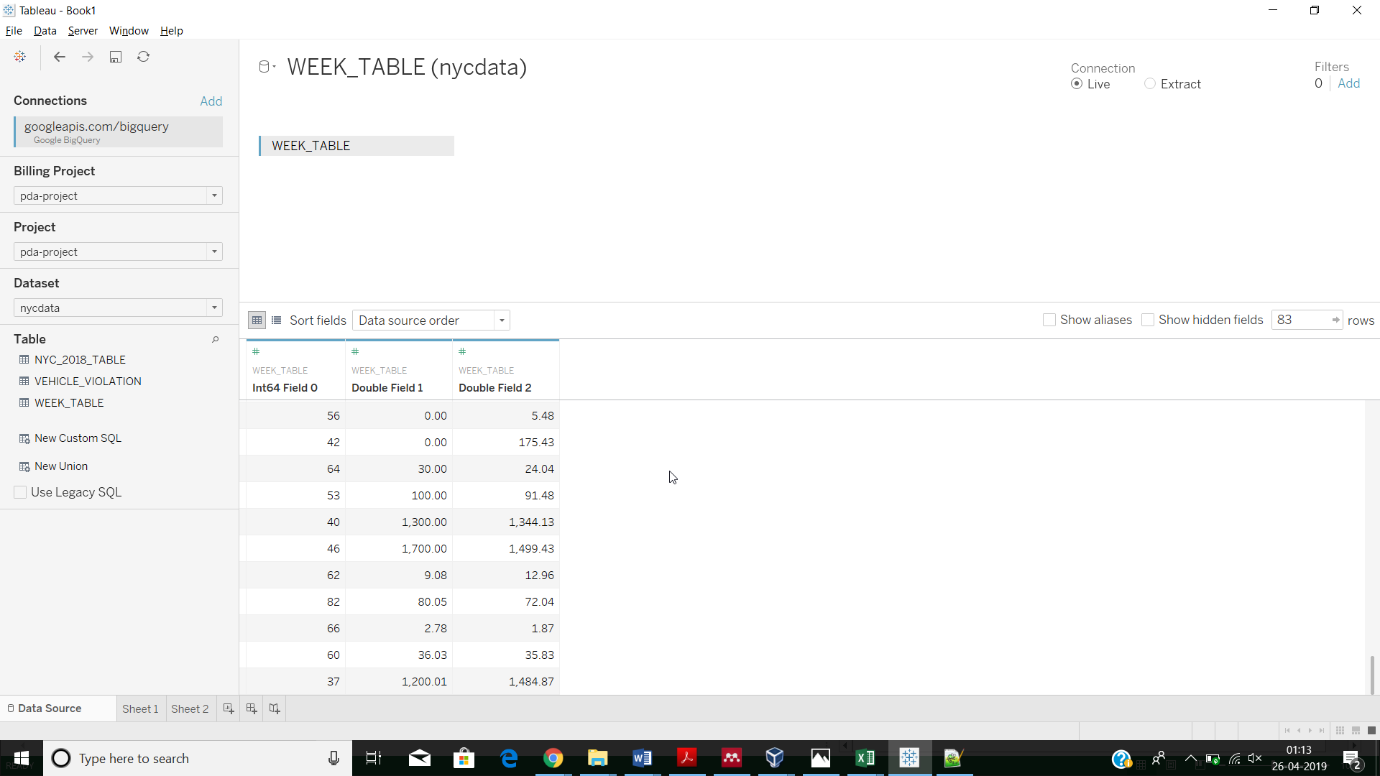 Tableau - Book1
File Data Server Window Help
Connections Add
googleapis.com/bigquery
Google BigQuery
Billing Project
pda-project
Project
pda-project
Dataset
nycdata
Table
NYC_2018_TABLE
VEHICLE_VIOLATION
WEEK_TABLE
New Custom SQL
New Union
Use Legacy SQL
WEEK_TABLE (nycdata)
Connection
Live Extract
Filters
0 Add
WEEK_TABLE
Sort fields Data source order
Show aliases Show hidden fields 83 rows
# # #
WEEK_TABLE WEEK_TABLE WEEK_TABLE
Int64 Field 0 Double Field 1 Double Field 2
56 0.00 5.48
42 0.00 175.43
64 30.00 24.04
53 100.00 91.48
40 1,300.00 1,344.13
46 1,700.00 1,499.43
62 9.08 12.96
82 80.05 72.04
66 2.78 1.87
60 36.03 35.83
37 1,200.01 1,484.87
Data Source Sheet 1 Sheet 2
Type here to search
01:13
26-04-2019
2